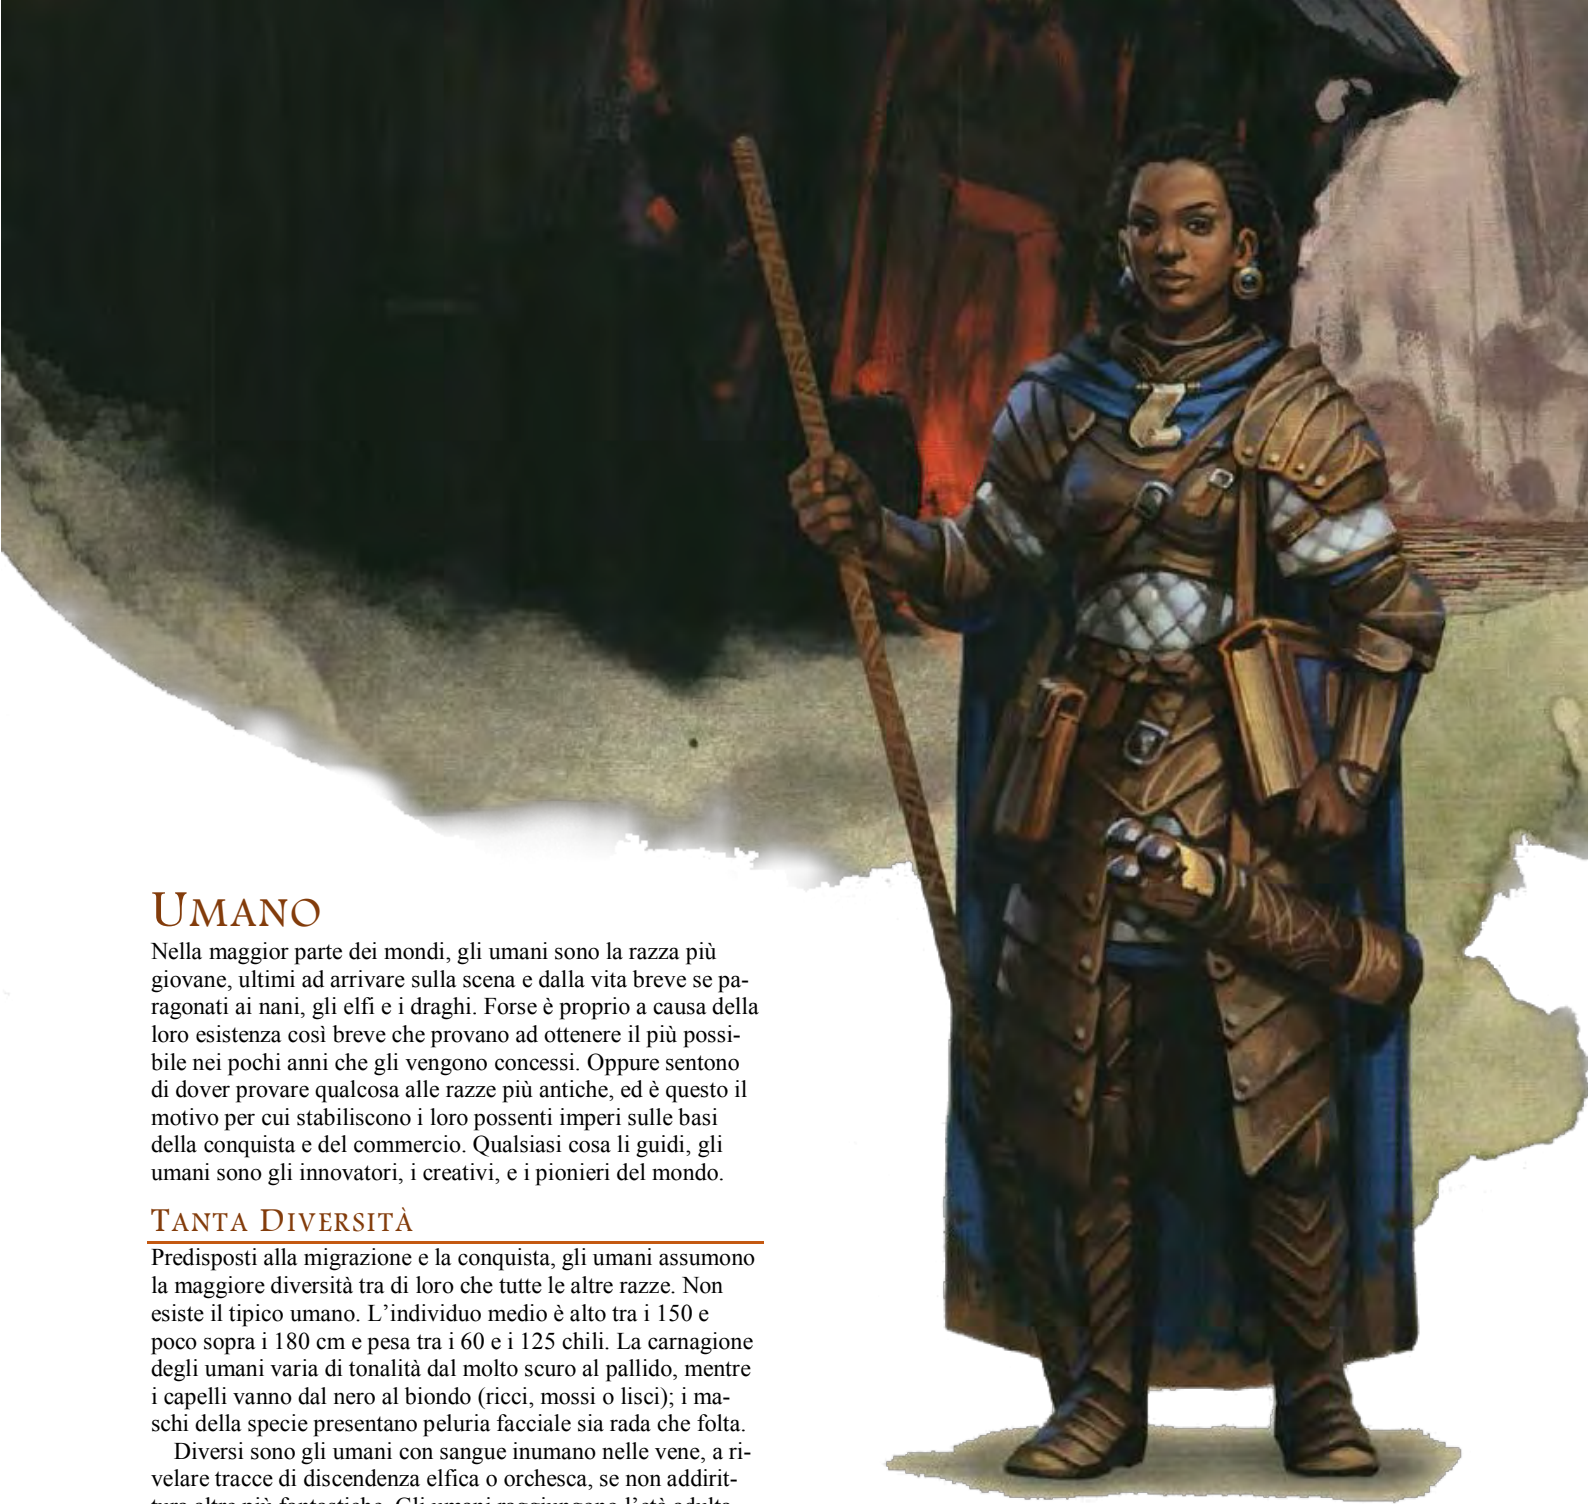 UMANO
Nella maggior parte dei mondi, gli umani sono la razza più
giovane, ultimi ad arrivare sulla scena e dalla vita breve se pa-
ragonati ai nani, gli elfi e i draghi. Forse è proprio a causa della
loro esistenza così breve che provano ad ottenere il più possi-
bile nei pochi anni che gli vengono concessi. Oppure sentono
di dover provare qualcosa alle razze più antiche, ed è questo il
motivo per cui stabiliscono i loro possenti imperi sulle basi
della conquista e del commercio. Qualsiasi cosa li guidi, gli
umani sono gli innovatori, i creativi, e i pionieri del mondo.
TANTA DIVERSITÀ
Predisposti alla migrazione e la conquista, gli umani assumono
la maggiore diversità tra di loro che tutte le altre razze. Non
esiste il tipico umano. L’individuo medio è alto tra i 150 e
poco sopra i 180 cm e pesa tra i 60 e i 125 chili. La carnagione
degli umani varia di tonalità dal molto scuro al pallido, mentre
i capelli vanno dal nero al biondo (ricci, mossi o lisci); i ma-
schi della specie presentano peluria facciale sia rada che folta.
Diversi sono gli umani con sangue inumano nelle vene, a ri-
velare tracce di discendenza elfica o orchesca, se non addirit-
tura altre più fantastiche. Gli umani raggiungono l’età adulta